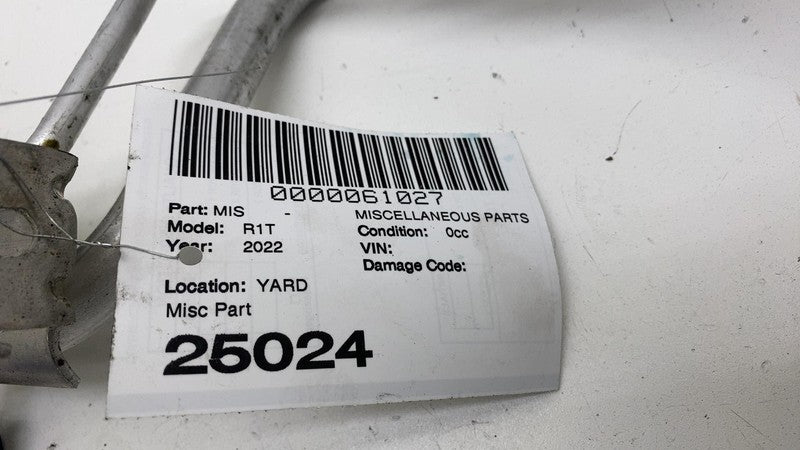 0000061027
Part: MIS - MISCELLANEOUS PARTS
Model: R1T Condition: 0cc
Year: 2022 VIN:
Damage Code:
Location: YARD
Misc Part
25024